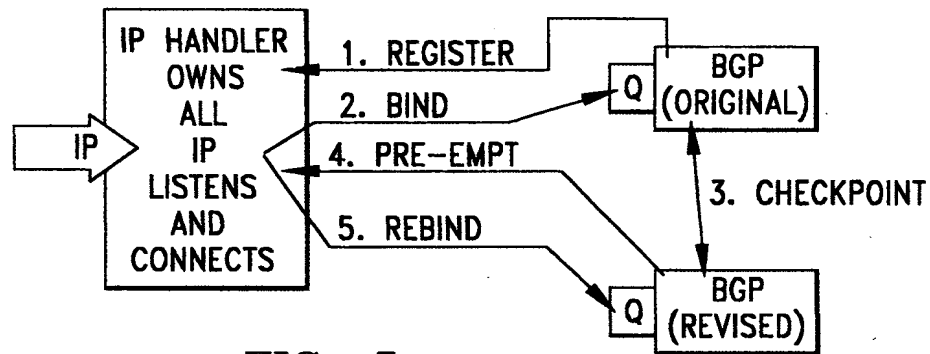 IP
IP HANDLER
OWNS
ALL
IP
LISTENS
AND
CONNECTS
1. REGISTER
2. BIND
4. PRE-EMPT
5. REBIND
Q
BGP
(ORIGINAL)
3. CHECKPOINT
Q
BGP
(REVISED)